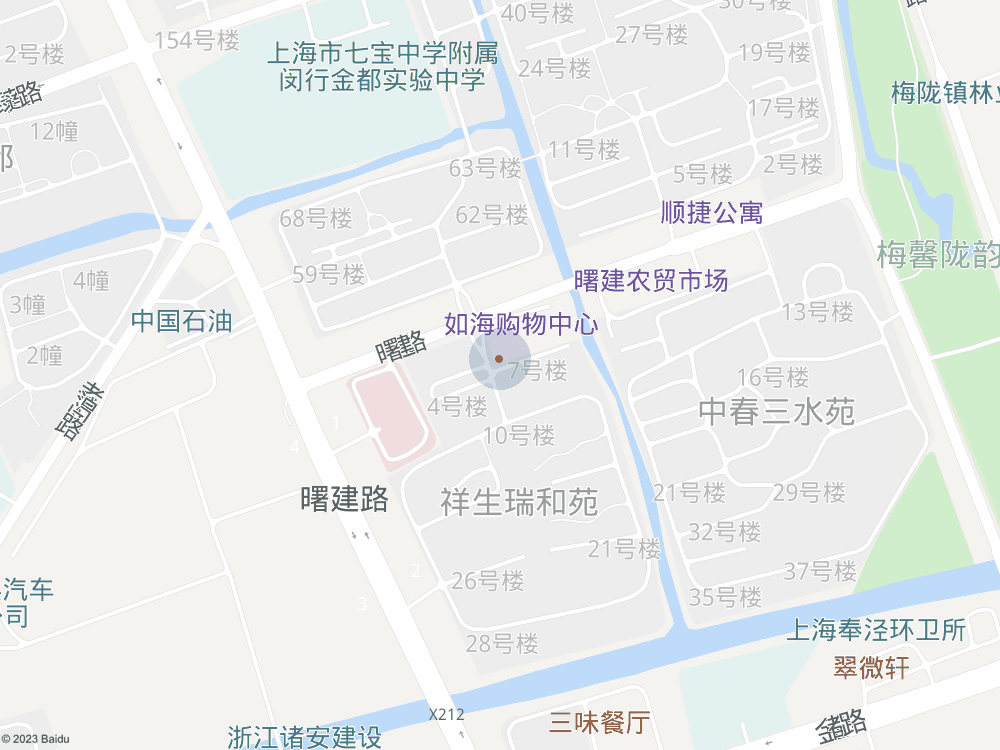 40号楼
30号楼
27号楼
154号楼
2号楼
上海市七宝中学附属
闵行金都实验中学
19号楼
24号楼
梅陇镇林业
17号楼
12幢
11号楼
63号楼
5号楼
2号楼
68号楼
62号楼
顺捷公寓
梅馨陇韵
59号楼
4幢
曙建农贸市场
3幢
13号楼
中国石油
如海购物中心
曙建路
2幢
7号楼
16号楼
4号楼
中春三水苑
10号楼
4
曙建路
祥生瑞和苑
21号楼
29号楼
32号楼
21号楼
2
26号楼
37号楼
汽车
公司
3
35号楼
28号楼
上海奉泾环卫所
翠微轩
X212
三味餐厅
金都路
浙江诸安建设
© 2023 Baidu